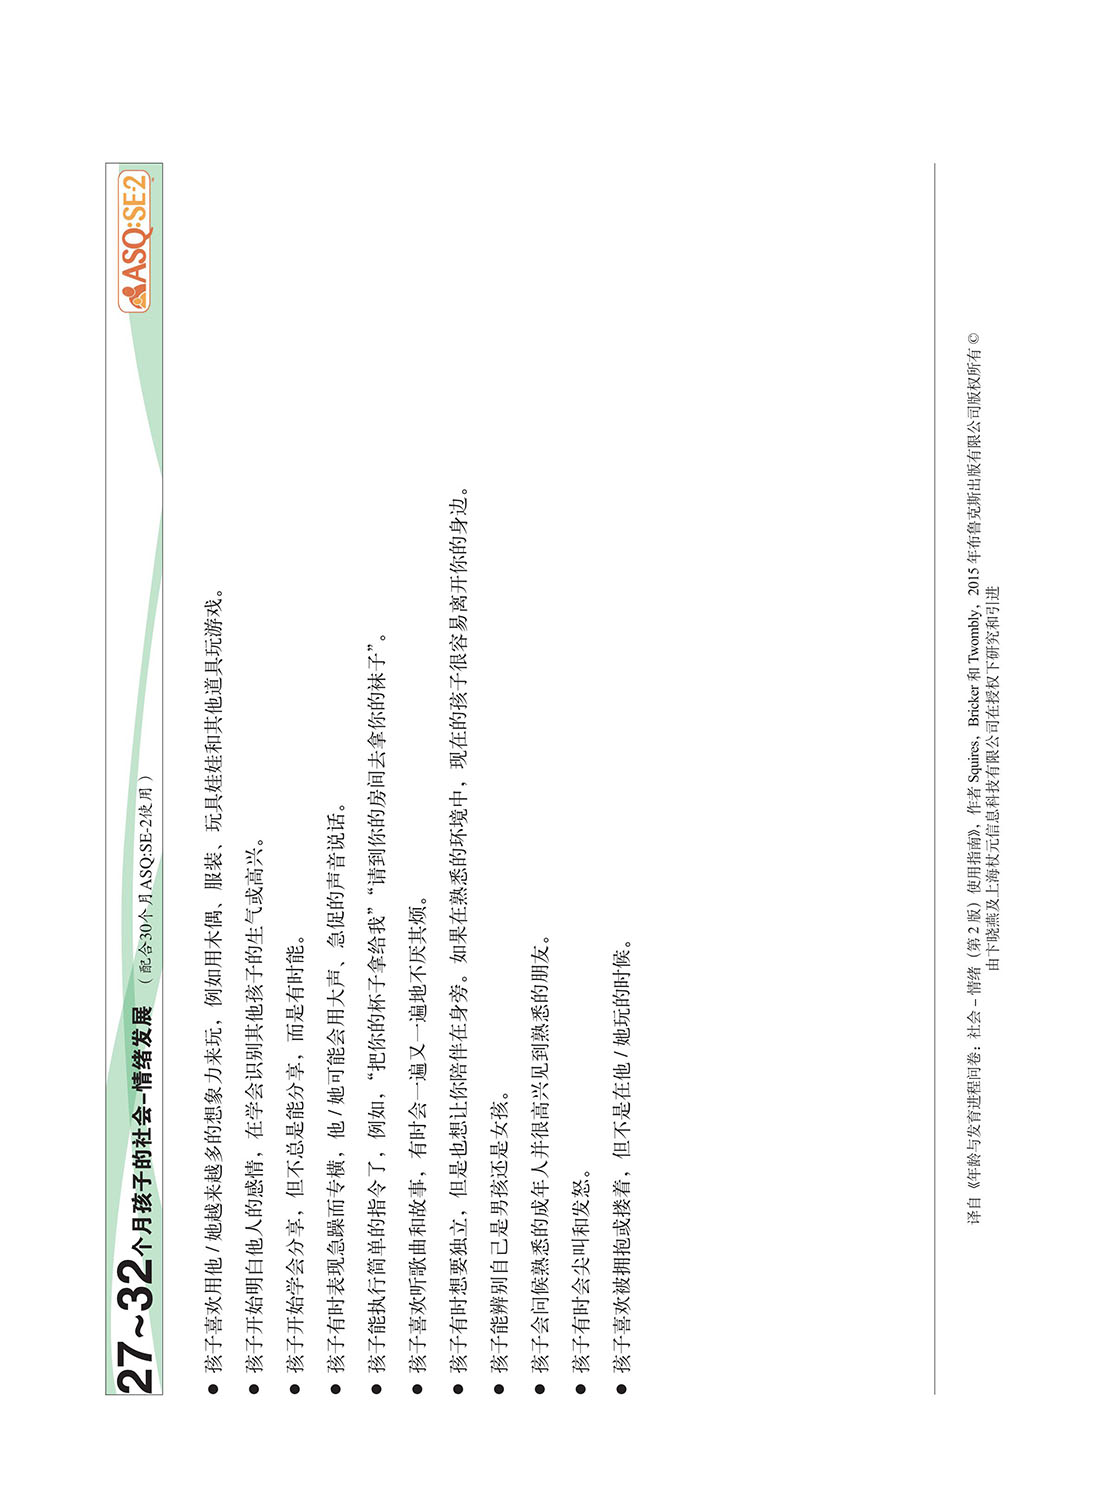 27~32个月孩子的社会-情绪发展 （配合30个月ASQ:SE-2使用）
ASQ:SE-2
● 孩子喜欢用他 / 她越来越多的想象力来玩，例如用木偶、服装、玩具娃娃和其他道具玩游戏。
● 孩子开始明白他人的感情，在学会识别其他孩子的生气或高兴。
● 孩子开始学会分享，但不总是能分享，而是有时能。
● 孩子有时表现急躁而专横，他 / 她可能会用大声、急促的声音说话。
● 孩子能执行简单的指令了，例如，“把你的杯子拿给我”“请到你的房间去拿你的袜子”。
● 孩子喜欢听歌曲和故事，有时会一遍又一遍地不厌其烦。
● 孩子有时想要独立，但是也想让你陪伴在身旁。如果在熟悉的环境中，现在的孩子很容易离开你的身边。
● 孩子能辨别自己是男孩还是女孩。
● 孩子会问候熟悉的成年人并很高兴见到熟悉的朋友。
● 孩子有时会尖叫和发怒。
● 孩子喜欢被拥抱或搂着，但不是在他 / 她玩的时候。
译自《年龄与发育进程问卷：社会 – 情绪（第 2 版）使用指南》，作者 Squires，Bricker 和 Twombly，2015 年布鲁克斯出版有限公司版权所有 ©
由卞晓燕及上海杖元信息科技有限公司在授权下研究和引进